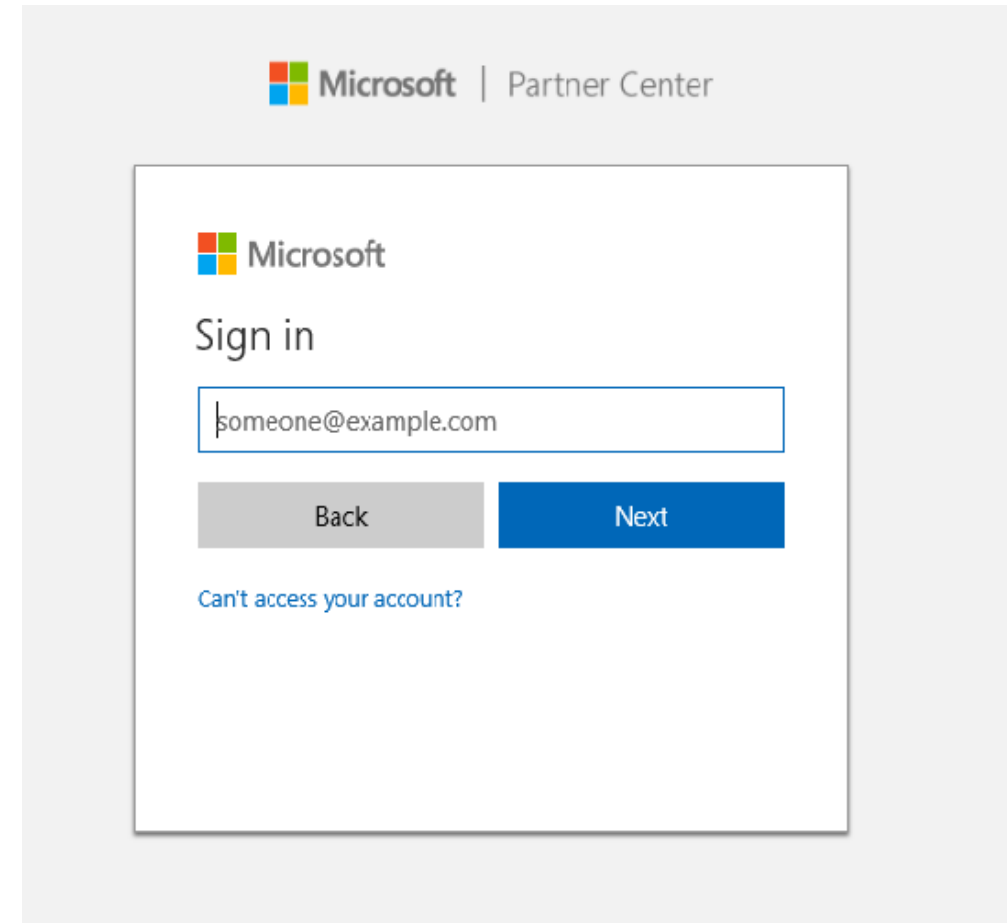 Microsoft | Partner Center
Microsoft
Sign in
someone@example.com
Back Next
Can't access your account?